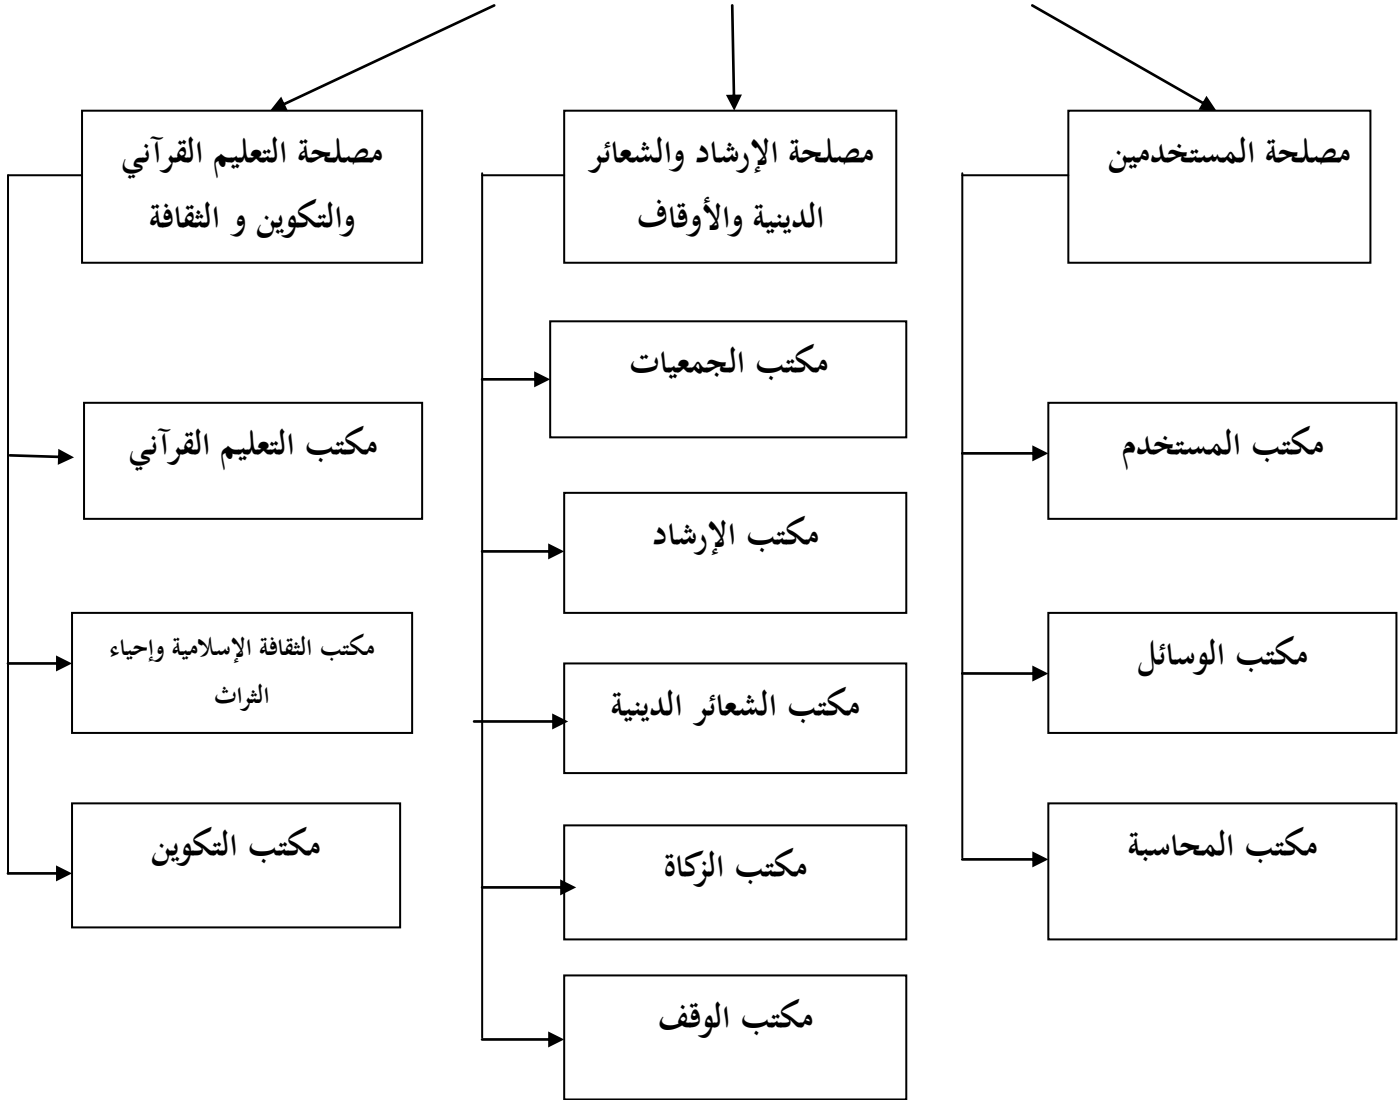 مصلحة المستخدمين
مكتب المستخدم
مكتب الوسائل
مكتب المحاسبة
مصلحة الإرشاد والشعائر
الدينية والأوقاف
مكتب الجمعيات
مكتب الإرشاد
مكتب الشعائر الدينية
مكتب الزكاة
مكتب الوقف
مصلحة التعليم القرآني
والتكوين و الثقافة
مكتب التعليم القرآني
مكتب الثقافة الإسلامية وإحياء
التراث
مكتب التكوين